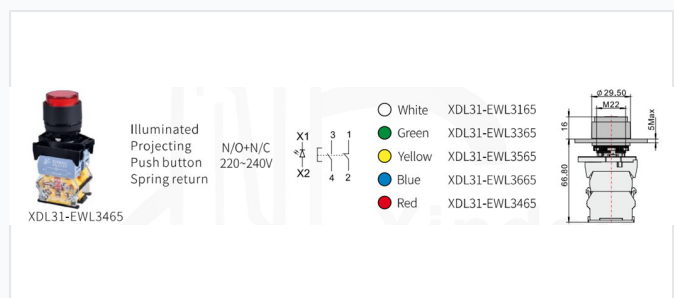 XDL31-EWL3465
Illuminated
Projecting
Push button
Spring return
N/O+N/C
220~240V
X1 3 1
X2 4 2
White XDL31-EWL3165
Green XDL31-EWL3365
Yellow XDL31-EWL3565
Blue XDL31-EWL3665
Red XDL31-EWL3465
ø29.50
M22
16
5Max
66.80